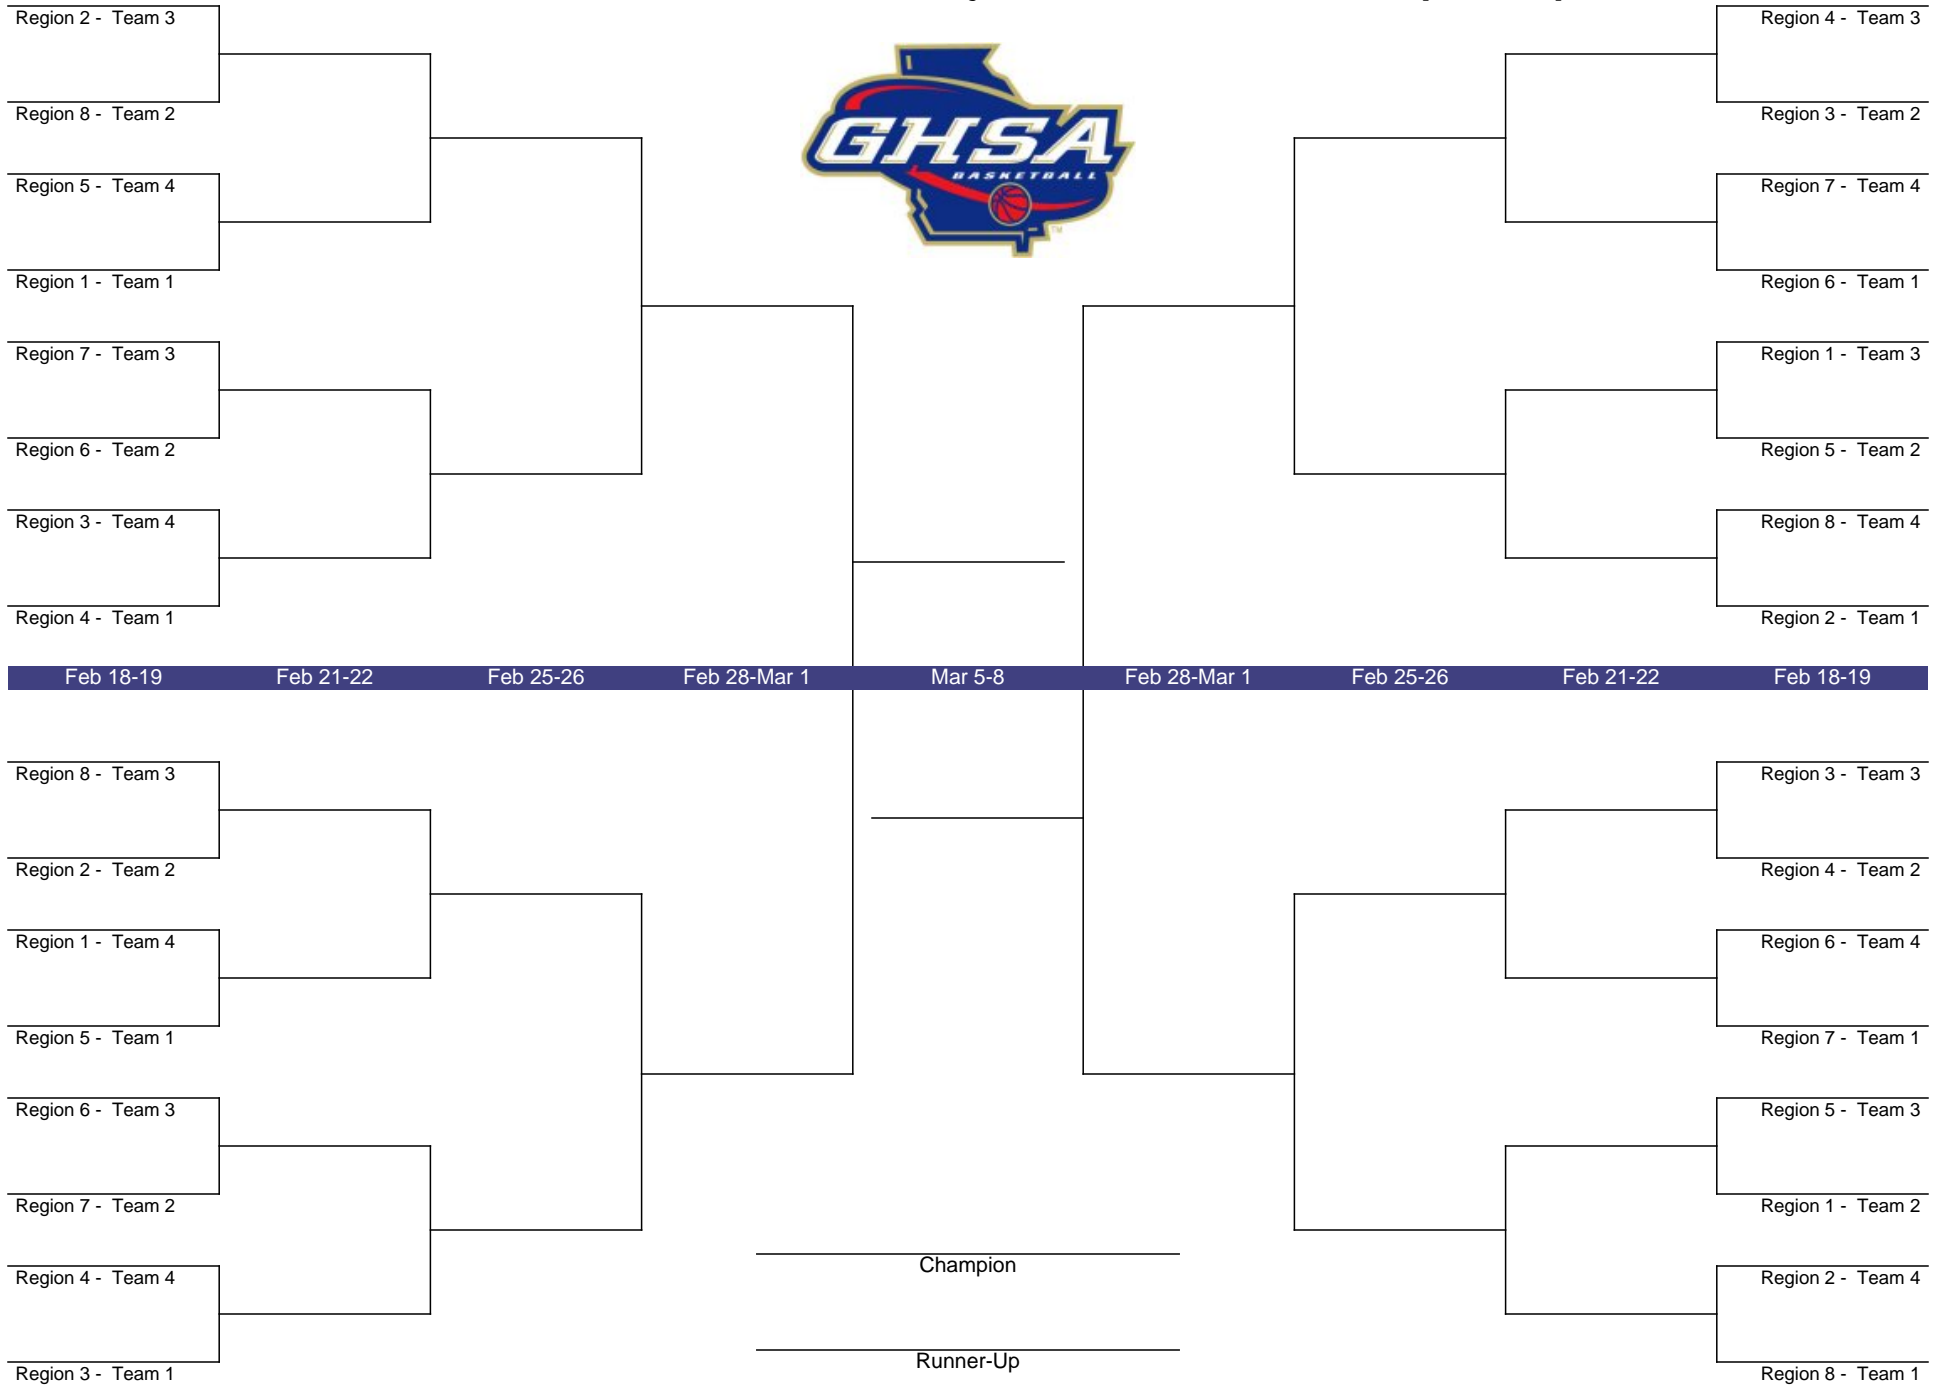 Region 2 - Team 3
Region 8 - Team 2
Region 5 - Team 4
Region 1 - Team 1
Region 7 - Team 3
Region 6 - Team 2
Region 3 - Team 4
Region 4 - Team 1
GHSA
BASKETBALL
TM
Region 4 - Team 3
Region 3 - Team 2
Region 7 - Team 4
Region 6 - Team 1
Region 1 - Team 3
Region 5 - Team 2
Region 8 - Team 4
Region 2 - Team 1
Feb 18-19 Feb 21-22 Feb 25-26 Feb 28-Mar 1 Mar 5-8 Feb 28-Mar 1 Feb 25-26 Feb 21-22 Feb 18-19
Region 8 - Team 3
Region 2 - Team 2
Region 1 - Team 4
Region 5 - Team 1
Region 6 - Team 3
Region 7 - Team 2
Region 4 - Team 4
Region 3 - Team 1
Champion
Runner-Up
Region 3 - Team 3
Region 4 - Team 2
Region 6 - Team 4
Region 7 - Team 1
Region 5 - Team 3
Region 1 - Team 2
Region 2 - Team 4
Region 8 - Team 1